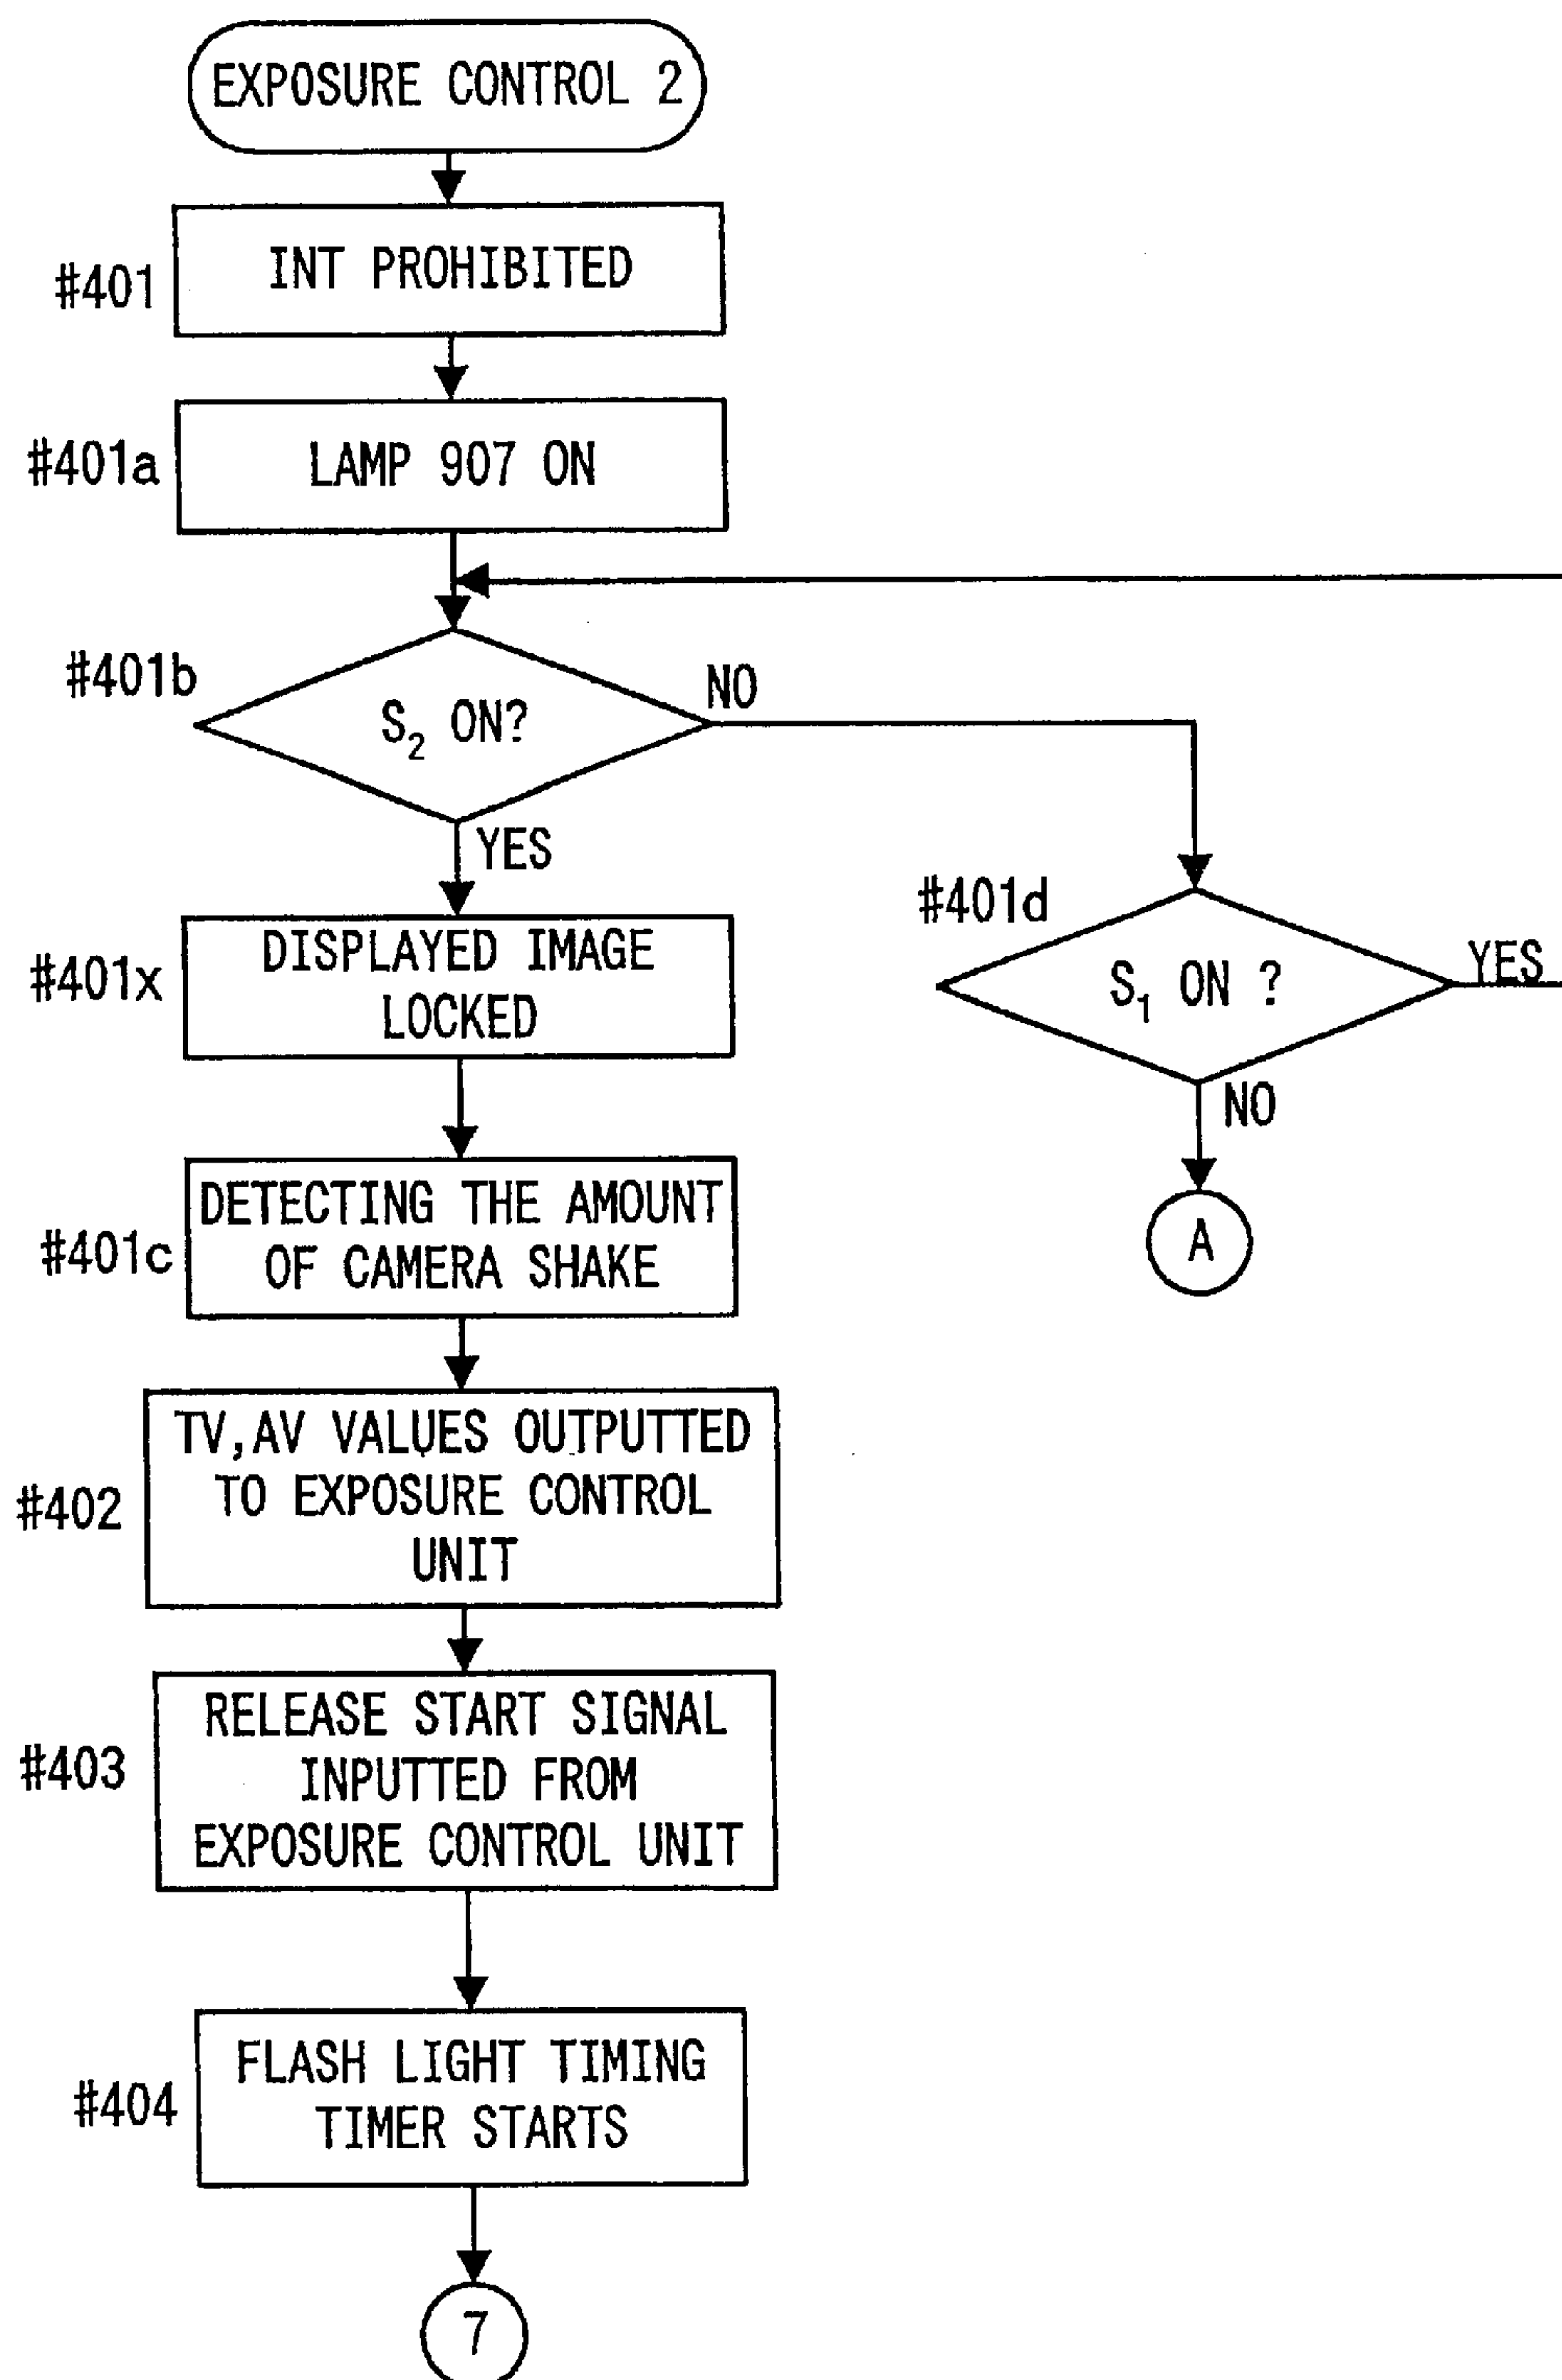 EXPOSURE CONTROL 2
#401
INT PROHIBITED
#401a
LAMP 907 ON
#401b
S2 ON?
NO
YES
#401x
DISPLAYED IMAGE
LOCKED
#401d
S1 ON ?
YES
NO
A
#401c
DETECTING THE AMOUNT
OF CAMERA SHAKE
#402
TV,AV VALUES OUTPUTTED
TO EXPOSURE CONTROL
UNIT
#403
RELEASE START SIGNAL
INPUTTED FROM
EXPOSURE CONTROL UNIT
#404
FLASH LIGHT TIMING
TIMER STARTS
7